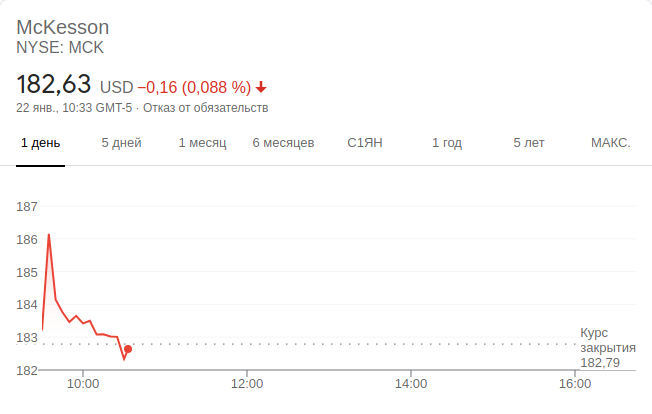 McKesson
NYSE: MCK
182,63 USD −0,16 (0,088 %)
22 янв., 10:33 GMT-5 · Отказ от обязательств
1 день 5 дней 1 месяц 6 месяцев С1ЯН 1 год 5 лет МАКС.
187
186
185
184
183
Курс
закрытия
182,79
182
10:00 12:00 14:00 16:00